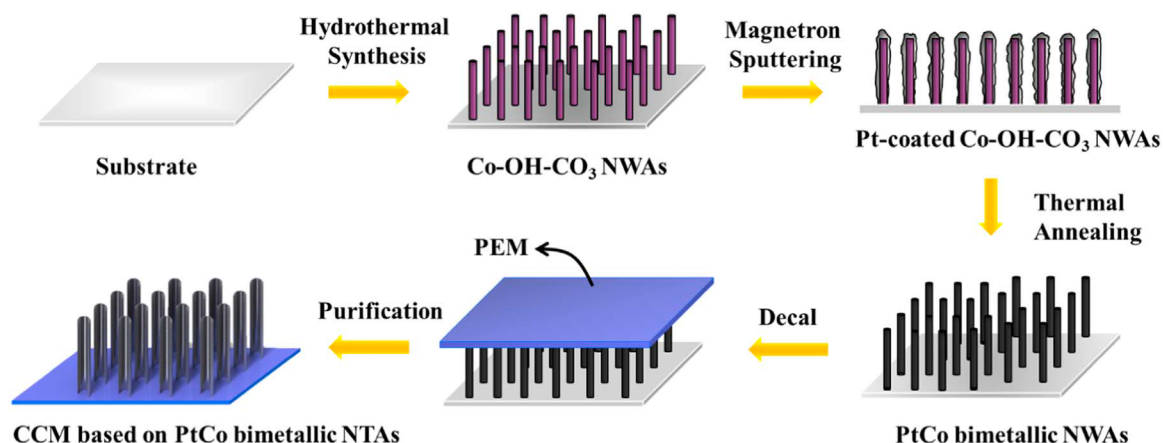 Hydrothermal
Synthesis
Magnetron
Sputtering
Substrate
Co-OH-CO₃ NWAs
Pt-coated Co-OH-CO₃ NWAs
Thermal
Annealing
PEM
Purification
Decal
CCM based on PtCo bimetallic NTAs
PtCo bimetallic NWAs